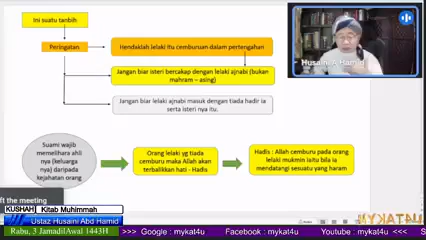 Ini suatu tanbih
Peringatan
Hendaklah lelaki itu cemburuan dalam pertengahan
Jangan biar isteri bercakap dengan lelaki ajnabi (bukan
mahram – asing)
Jangan biar lelaki ajnabi masuk dengan tiada hadir ia serta
isteri nya itu.
Suami wajib
memelihara ahli
nya (keluarga
nya) daripada
kejahatan orang
Orang lelaki yg tiada
cemburu maka Allah akan
terbalikkan hati - Hadis
Hadis : Allah cemburu pada orang
lelaki mukmin iaitu bila ia
mendatangi sesuatu yang haram
Husaini A Hamid
ft the meeting
KUSHAH Kitab Muhimmah
Ustaz Husaini Abd Hamid
MYKAT4U
Rabu, 3 JamadilAwal 1443H
>>> Google : mykat4u Facebook : mykat4u Youtube : mykat4u <<<